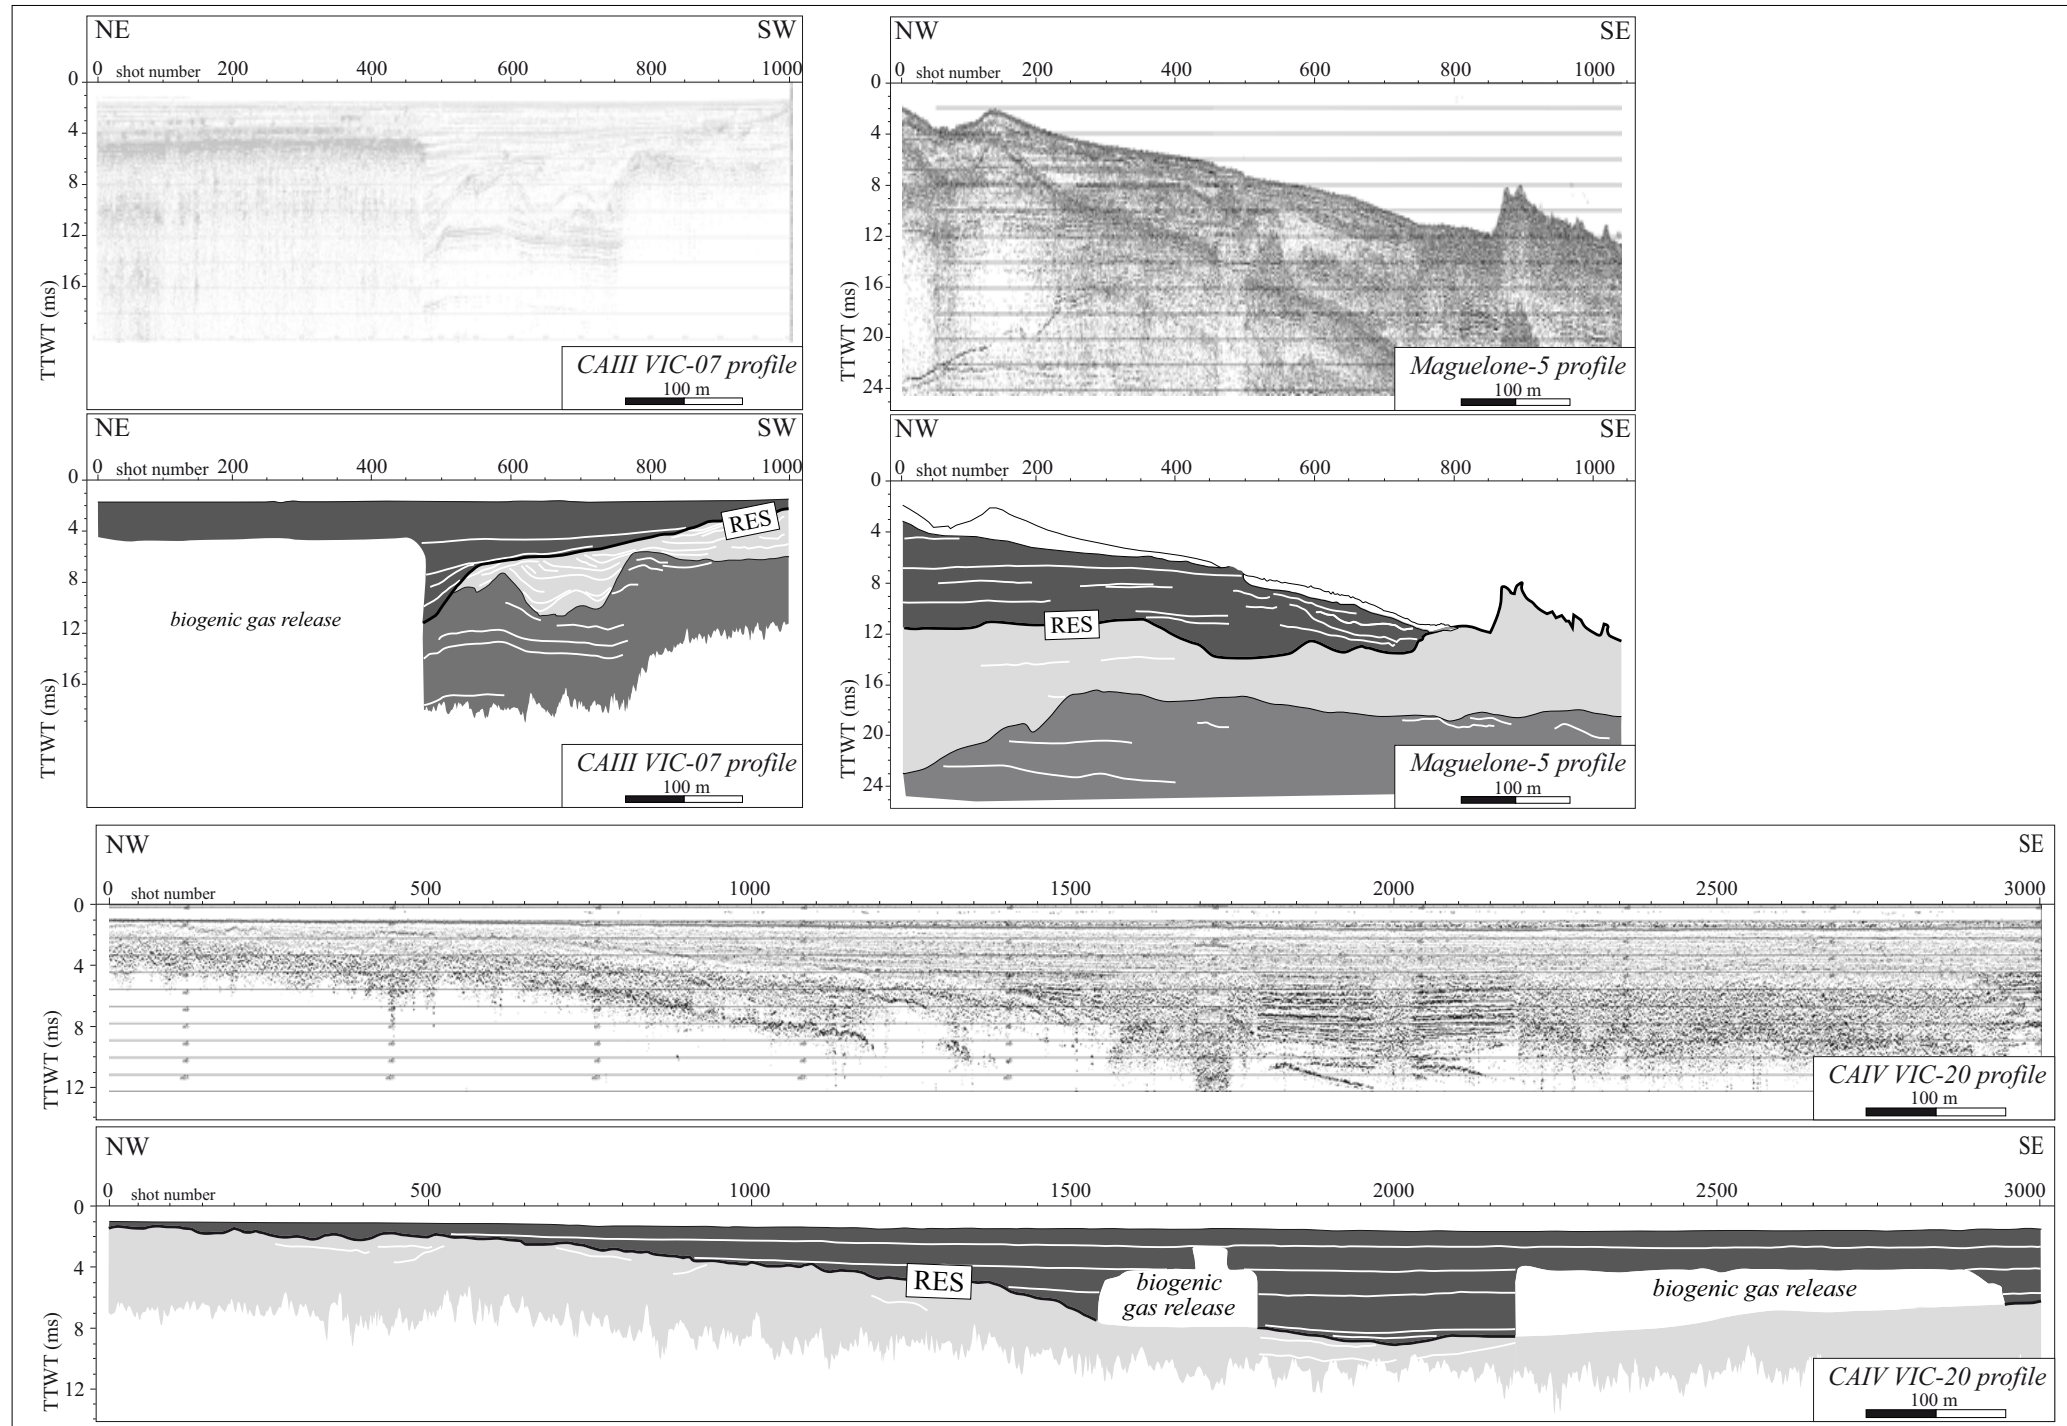 NE SW
0 shot number 200 400 600 800 1000
0
4
8
12
16
TTWT (ms)
CAIII VIC-07 profile
100 m
NW SE
0 shot number 200 400 600 800 1000
0
4
8
12
16
20
24
TTWT (ms)
Maguelone-5 profile
100 m
NE SW
0 shot number 200 400 600 800 1000
0
4
8
12
16
TTWT (ms)
RES
biogenic gas release
CAIII VIC-07 profile
100 m
NW SE
0 shot number 200 400 600 800 1000
0
4
8
12
16
20
24
TTWT (ms)
RES
Maguelone-5 profile
100 m
NW SE
0 shot number 500 1000 1500 2000 2500 3000
0
4
8
12
TTWT (ms)
CAIV VIC-20 profile
100 m
NW SE
0 shot number 500 1000 1500 2000 2500 3000
0
4
8
12
TTWT (ms)
RES
biogenic
gas release
biogenic gas release
CAIV VIC-20 profile
100 m